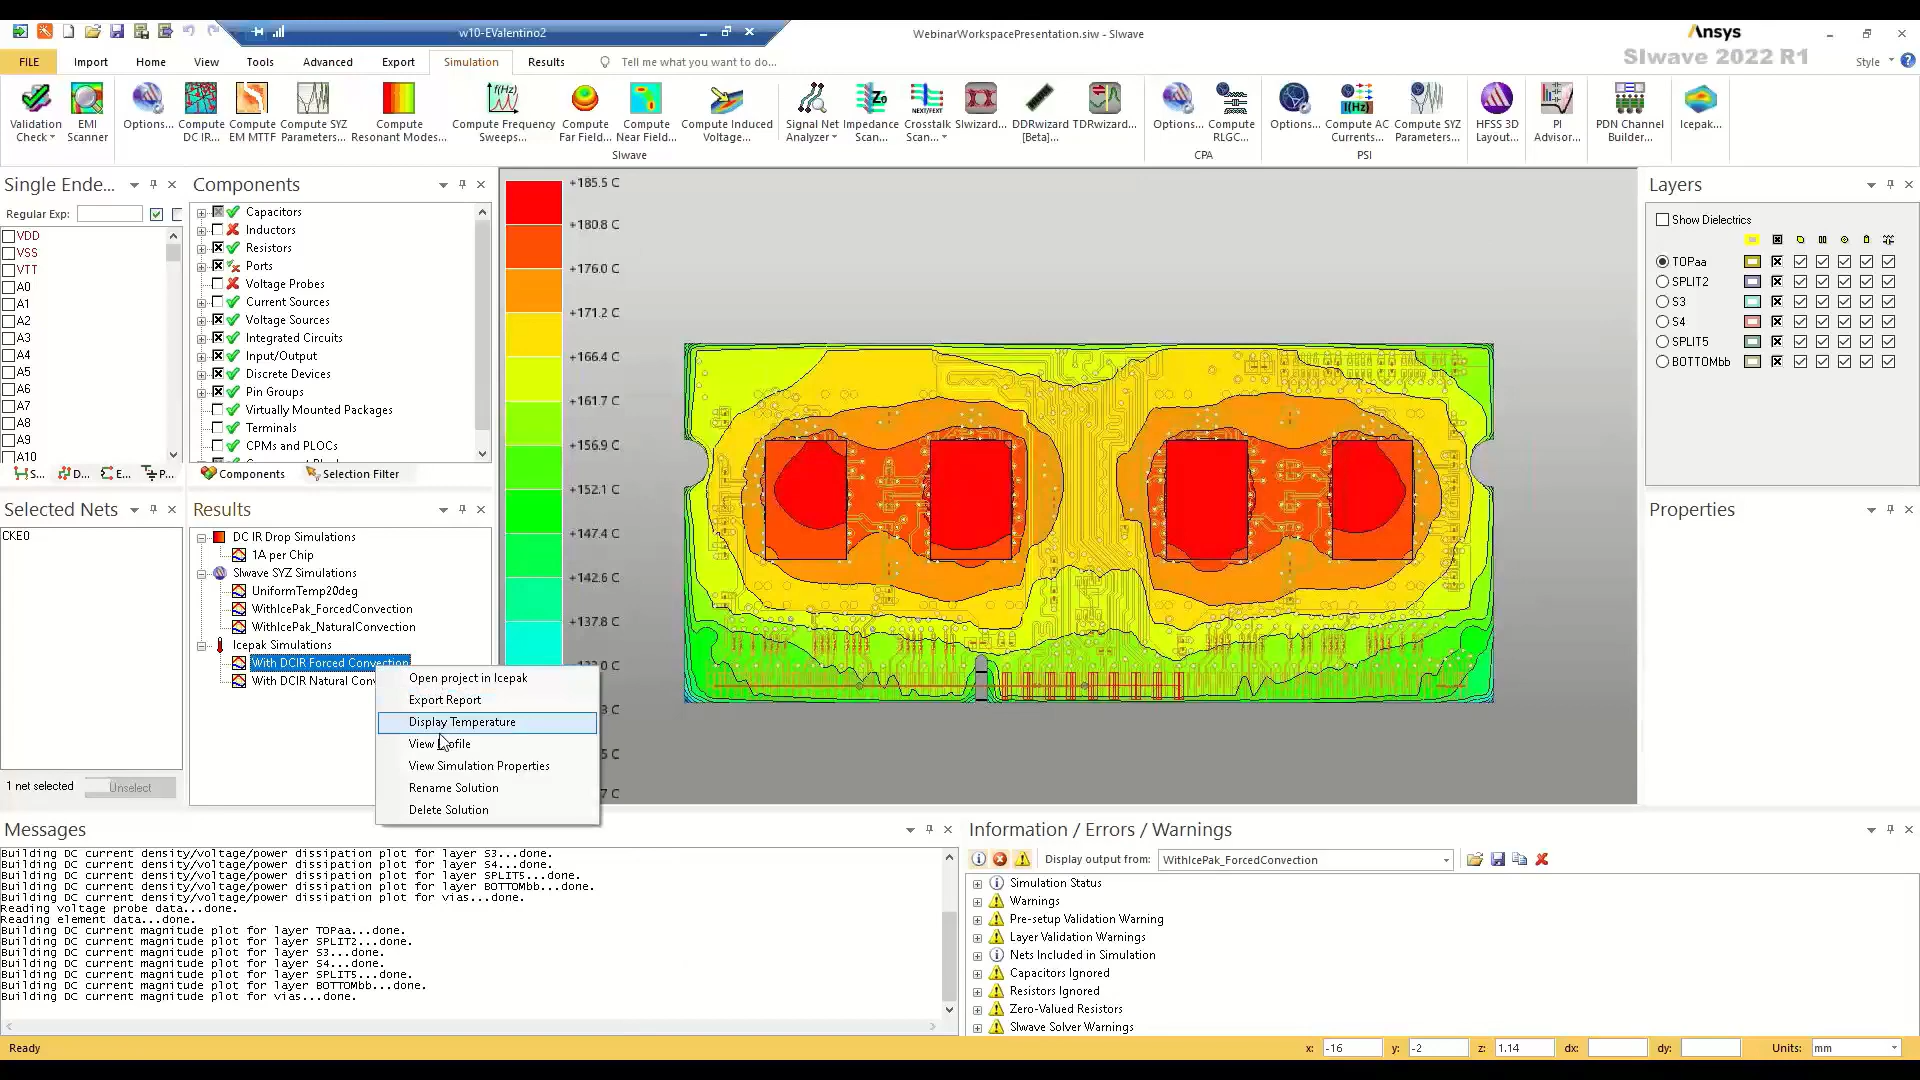 w10-EValentino2
WebinarWorkspacePresentation.siw - SIwave
Ansys
SIwave 2022 R1
FILE Import Home View Tools Advanced Export Simulation Results Tell me what you want to do...
Style
Validation Check
EMI Scanner
Options...
Compute DC IR...
Compute EM MTTF
Compute SYZ Parameters...
Compute Resonant Modes...
Compute Frequency Sweeps...
Compute Far Field...
Compute Near Field...
Compute Induced Voltage...
Signal Net Analyzer
Impedance Scan...
Crosstalk Scan...
SIwizard...
DDRwizard [Beta]...
TDRwizard...
Options...
Compute RLGC...
Options...
Compute AC Currents...
Compute SYZ Parameters...
HFSS 3D Layout...
PI Advisor...
PDN Channel Builder...
Icepak...
SIwave
CPA
PSI
Single Ende...
Regular Exp:
VDD
VSS
VTT
A0
A1
A2
A3
A4
A5
A6
A7
A8
A9
A10
S... D... E... P...
Components
Capacitors
Inductors
Resistors
Ports
Voltage Probes
Current Sources
Voltage Sources
Integrated Circuits
Input/Output
Discrete Devices
Pin Groups
Virtually Mounted Packages
Terminals
CPMs and PLOCs
Components Selection Filter
Selected Nets
CKE0
1 net selected Unselect
Results
DC IR Drop Simulations
1A per Chip
SIwave SYZ Simulations
UniformTemp20deg
WithIcePak_ForcedConvection
WithIcePak_NaturalConvection
Icepak Simulations
With DCIR Forced Convection
With DCIR Natural Con
Open project in Icepak
Export Report
Display Temperature
View Profile
View Simulation Properties
Rename Solution
Delete Solution
+185.5 C
+180.8 C
+176.0 C
+171.2 C
+166.4 C
+161.7 C
+156.9 C
+152.1 C
+147.4 C
+142.6 C
+137.8 C
Layers
Show Dielectrics
TOPaa
SPLIT2
S3
S4
SPLIT5
BOTTOMbb
Properties
Messages
Building DC current density/voltage/power dissipation plot for layer S3...done.
Building DC current density/voltage/power dissipation plot for layer S4...done.
Building DC current density/voltage/power dissipation plot for layer SPLIT5...done.
Building DC current density/voltage/power dissipation plot for layer BOTTOMbb...done.
Building DC current density/voltage/power dissipation plot for vias...done.
Reading voltage probe data...done.
Reading element data...done.
Building DC current magnitude plot for layer TOPaa...done.
Building DC current magnitude plot for layer SPLIT2...done.
Building DC current magnitude plot for layer S3...done.
Building DC current magnitude plot for layer S4...done.
Building DC current magnitude plot for layer SPLIT5...done.
Building DC current magnitude plot for layer BOTTOMbb...done.
Building DC current magnitude plot for vias...done.
Information / Errors / Warnings
Display output from: WithIcePak_ForcedConvection
Simulation Status
Warnings
Pre-setup Validation Warning
Layer Validation Warnings
Nets Included in Simulation
Capacitors Ignored
Resistors Ignored
Zero-Valued Resistors
SIwave Solver Warnings
Ready
x: -16 y: -2 z: 1.14 dx: dy: Units: mm